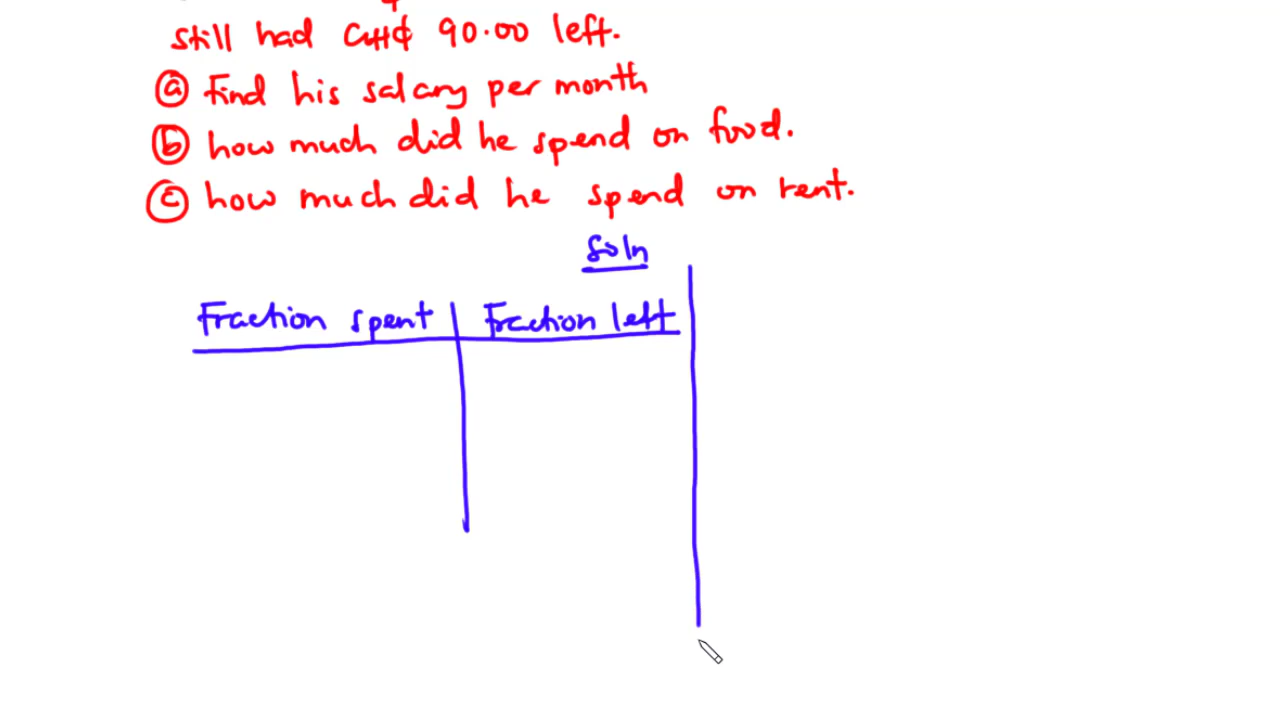 still had GH¢ 90.00 left.
ⓐ Find his salary per month
ⓑ how much did he spend on food.
ⓒ how much did he spend on rent.
Soln
Fraction spent Fraction left